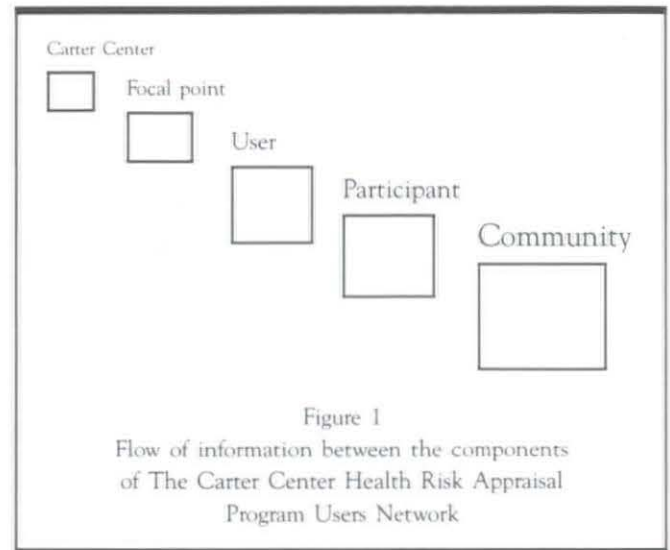 Carter Center
Focal point
User
Participant
Community
Figure 1
Flow of information between the components
of The Carter Center Health Risk Appraisal
Program Users Network